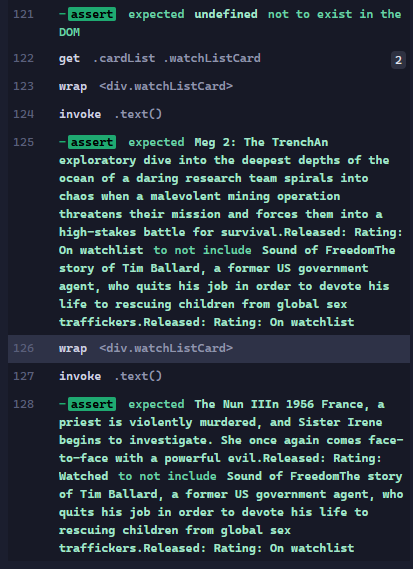 121 -assert expected undefined not to exist in the
DOM
122 get .cardList .watchListCard 2
123 wrap <div.watchListCard>
124 invoke .text()
125 -assert expected Meg 2: The TrenchAn
exploratory dive into the deepest depths of the
ocean of a daring research team spirals into
chaos when a malevolent mining operation
threatens their mission and forces them into a
high-stakes battle for survival.Released: Rating:
On watchlist to not include Sound of FreedomThe
story of Tim Ballard, a former US government
agent, who quits his job in order to devote his
life to rescuing children from global sex
traffickers.Released: Rating: On watchlist
126 wrap <div.watchListCard>
127 invoke .text()
128 -assert expected The Nun IIIn 1956 France, a
priest is violently murdered, and Sister Irene
begins to investigate. She once again comes face-
to-face with a powerful evil.Released: Rating:
Watched to not include Sound of FreedomThe story
of Tim Ballard, a former US government agent, who
quits his job in order to devote his life to
rescuing children from global sex
traffickers.Released: Rating: On watchlist